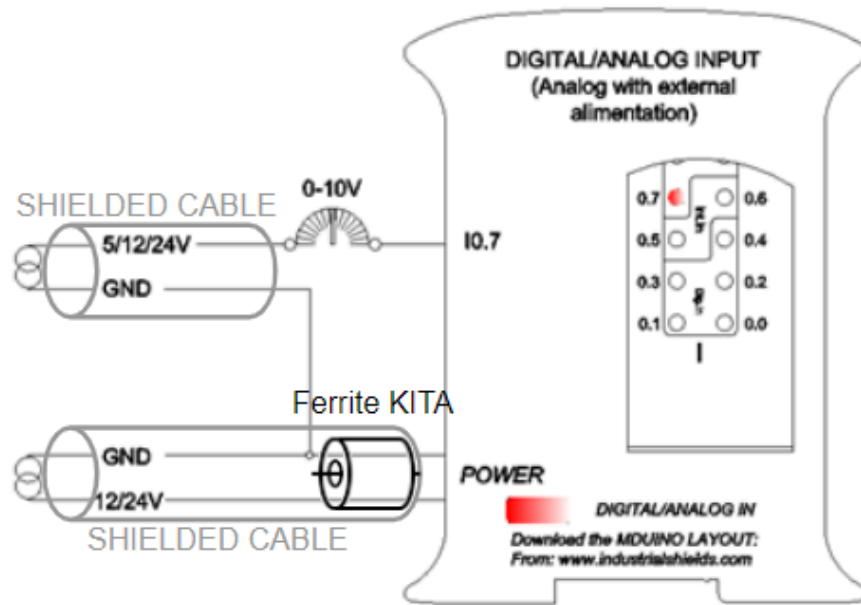 DIGITAL/ANALOG INPUT
(Analog with external
alimentation)
0-10V
SHIELDED CABLE
5/12/24V
I0.7
GND
0.7
0.6
0.5
0.4
0.3
0.2
0.1
0.0
I
Ferrite KITA
GND
12/24V
SHIELDED CABLE
POWER
DIGITAL/ANALOG IN
Download the MDUINO LAYOUT:
From: www.industrialshields.com